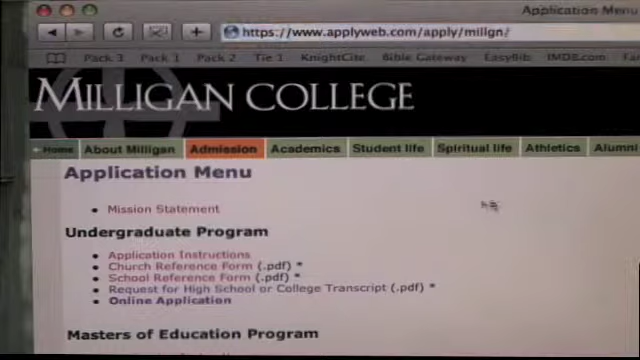 Application Menu
https://www.applyweb.com/apply/millgn/
Pack 3 Pack 1 Pack 2 Tie 1 KnightCite Bible Gateway EasyBib IMDB.com
MILLIGAN COLLEGE
Home About Milligan Admission Academics Student life Spiritual life Athletics Alumni
Application Menu
• Mission Statement
Undergraduate Program
• Application Instructions
• Church Reference Form (.pdf) *
• School Reference Form (.pdf) *
• Request for High School or College Transcript (.pdf) *
• Online Application
Masters of Education Program